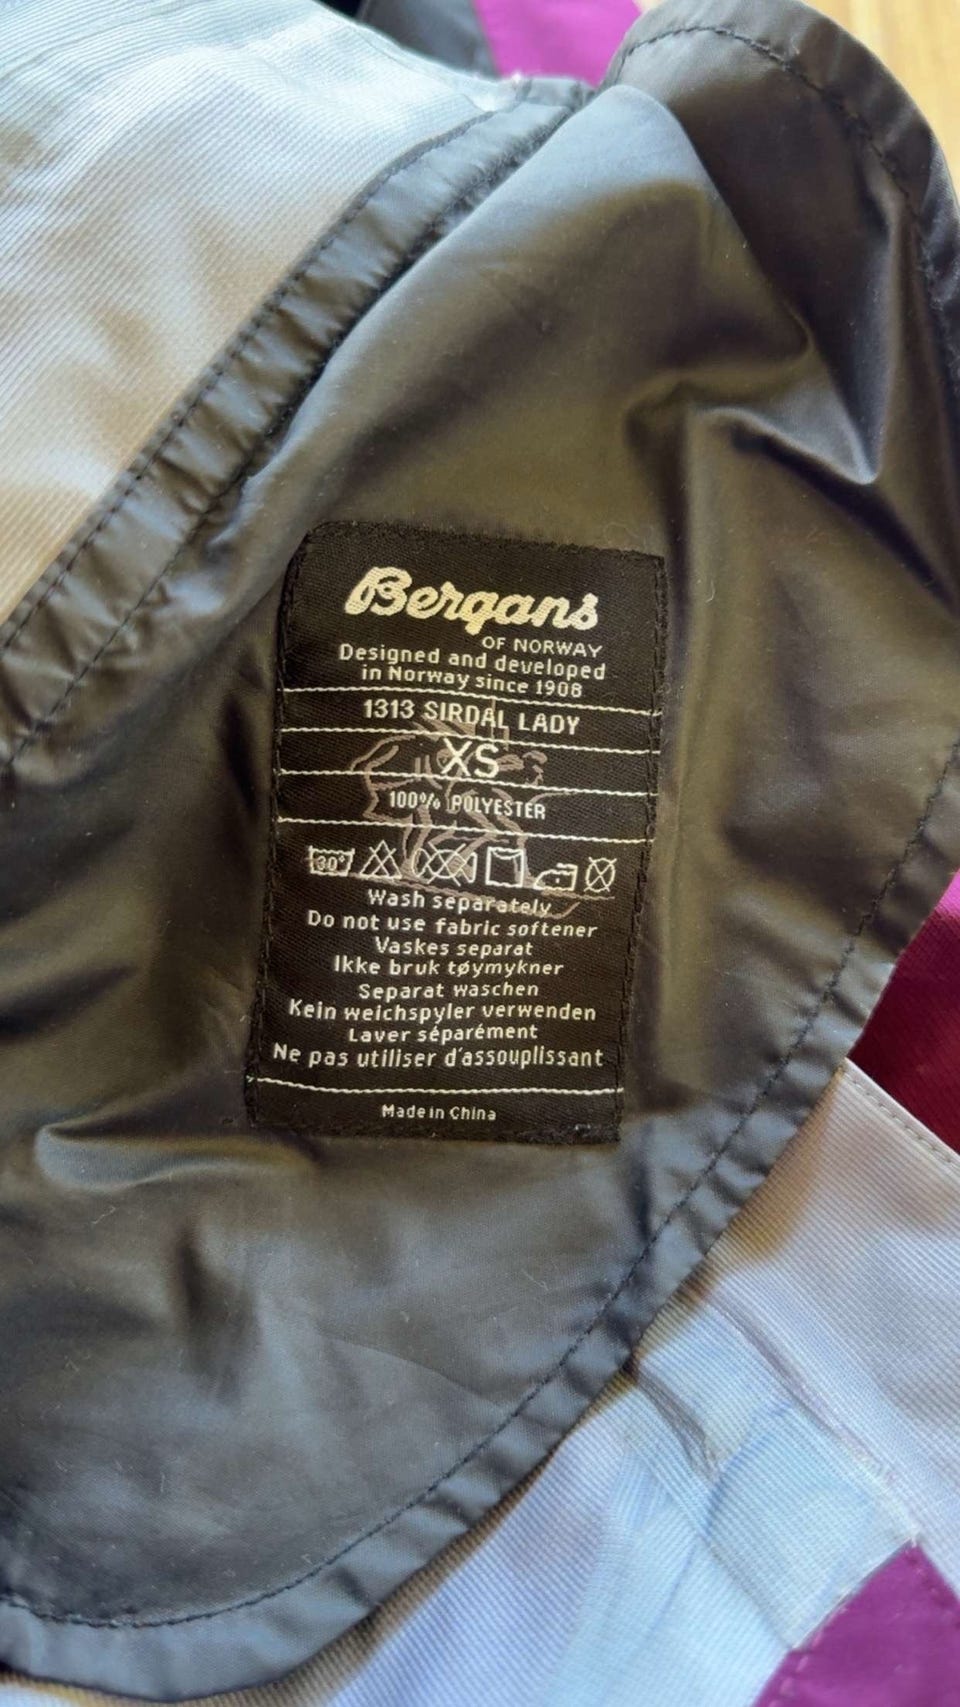 Bergans
OF NORWAY
Designed and developed
in Norway since 1908
1313 SIRDAL LADY
XS
100% POLYESTER
30°
Wash separately
Do not use fabric softener
Vaskes separat
Ikke bruk tøymykner
Separat waschen
Kein weichspyler verwenden
Laver séparément
Ne pas utiliser d'assouplissant
Made in China